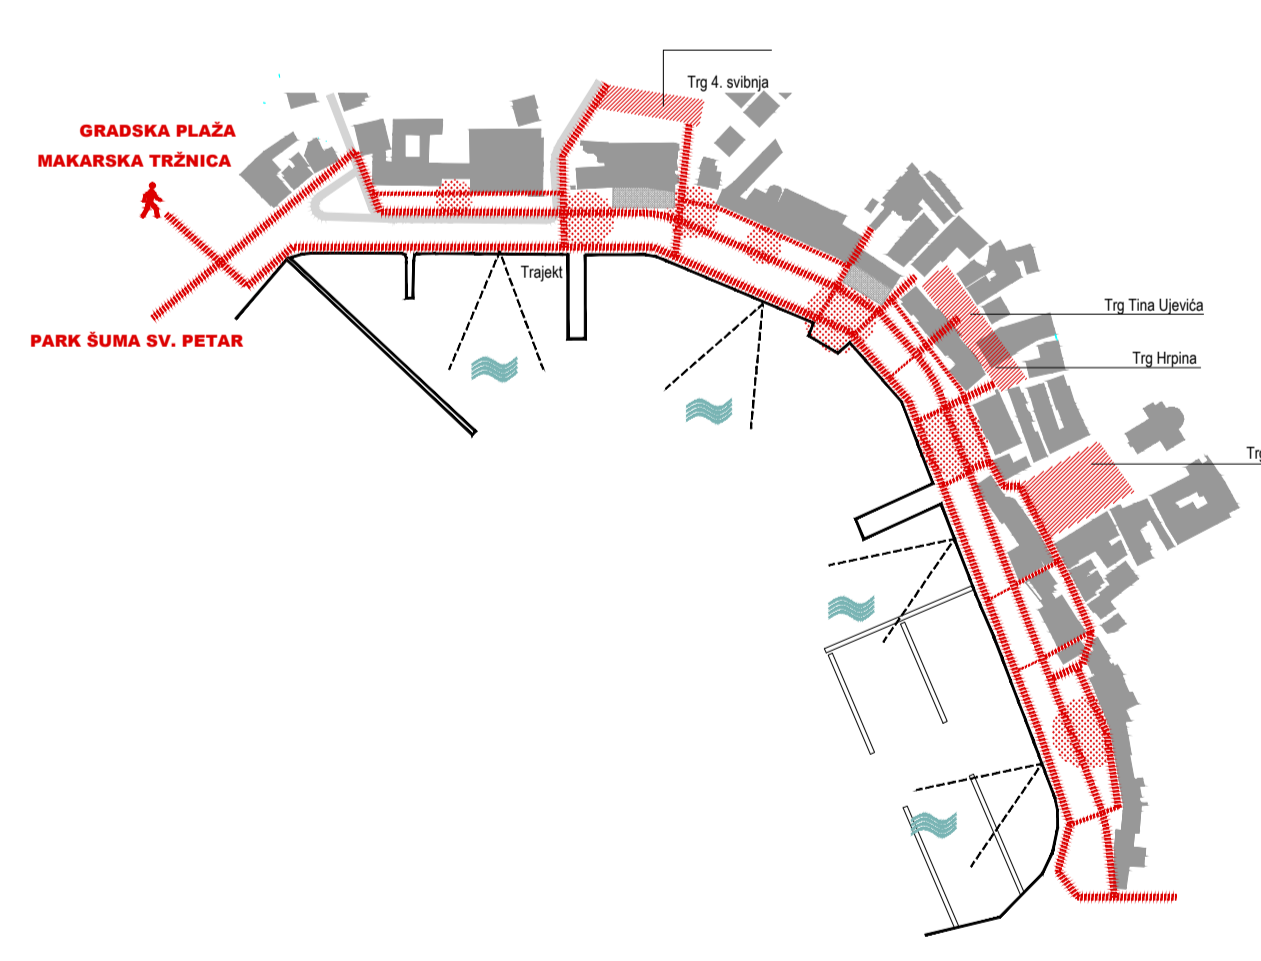 Trg 4. svibnja
GRADSKA PLAŽA
MAKARSKA TRŽNICA
Trajekt
PARK ŠUMA SV. PETAR
Trg Tina Ujevića
Trg Hrpina